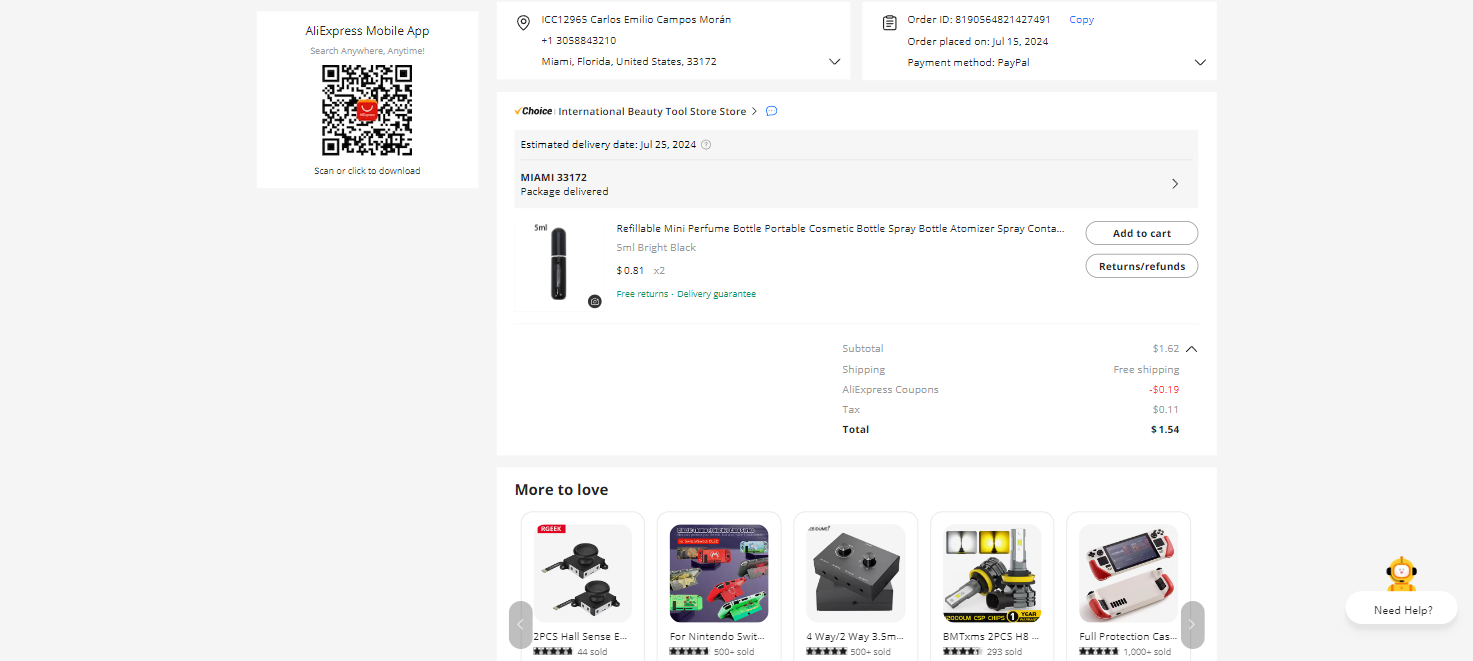 AliExpress Mobile App
Search Anywhere, Anytime!
Scan or click to download
ICC12965 Carlos Emilio Campos Morán
+1 3058843210
Miami, Florida, United States, 33172
Order ID: 8190564821427491 Copy
Order placed on: Jul 15, 2024
Payment method: PayPal
Choice International Beauty Tool Store Store
Estimated delivery date: Jul 25, 2024
MIAMI 33172
Package delivered
5ml
Refillable Mini Perfume Bottle Portable Cosmetic Bottle Spray Bottle Atomizer Spray Conta...
5ml Bright Black
$0.81 x2
Free returns - Delivery guarantee
Add to cart
Returns/refunds
Subtotal $1.62
Shipping Free shipping
AliExpress Coupons -$0.19
Tax $0.11
Total $1.54
More to love
RGEEK
2PCS Hall Sense E...
44 sold
For Nintendo Swit...
500+ sold
4 Way/2 Way 3.5m...
500+ sold
CSP CHIPS 1 YEAR
BMTxms 2PCS H8 ...
293 sold
Full Protection Cas...
1,000+ sold
Need Help?